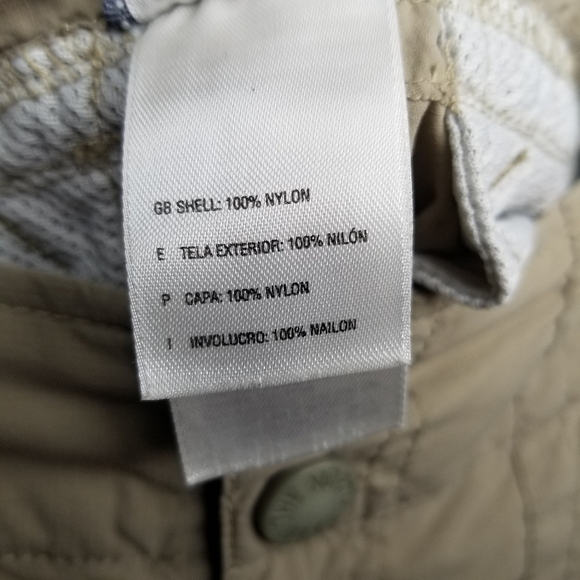 GB SHELL: 100% NYLON
E TELA EXTERIOR: 100% NILÓN
P CAPA: 100% NYLON
I INVOLUCRO: 100% NAILON